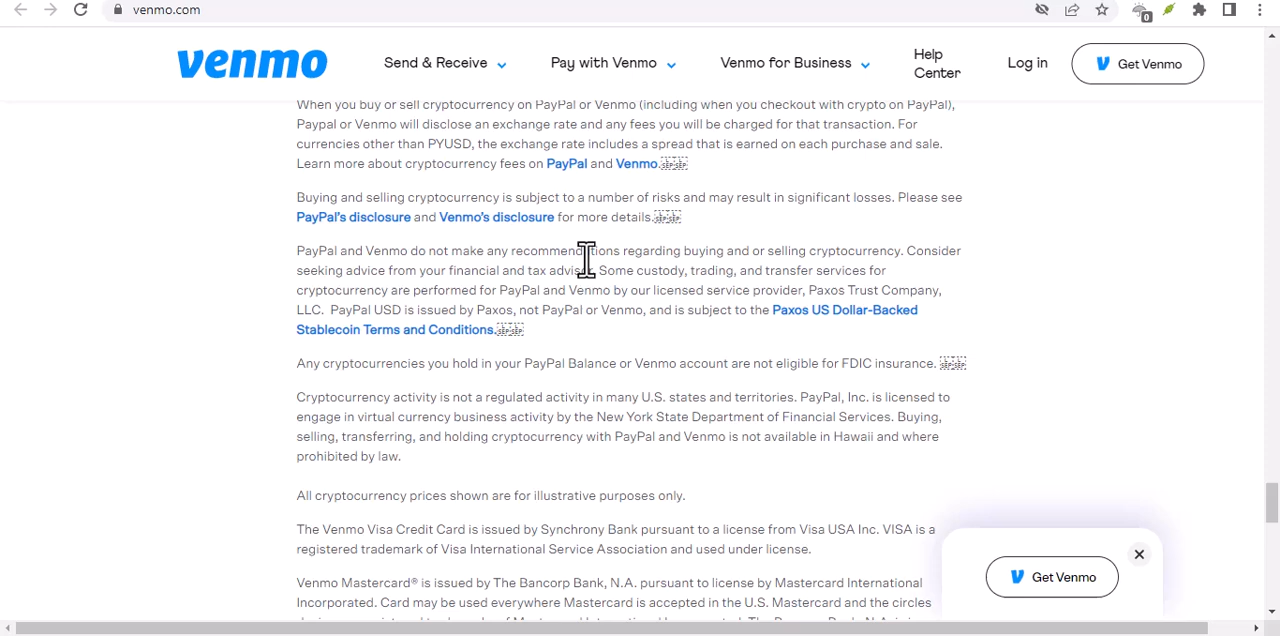 venmo.com
0
venmo
Send & Receive
Pay with Venmo
Venmo for Business
Help
Center
Log in
Get Venmo
When you buy or sell cryptocurrency on PayPal or Venmo (including when you checkout with crypto on PayPal),
Paypal or Venmo will disclose an exchange rate and any fees you will be charged for that transaction. For
currencies other than PYUSD, the exchange rate includes a spread that is earned on each purchase and sale.
Learn more about cryptocurrency fees on PayPal and Venmo.
Buying and selling cryptocurrency is subject to a number of risks and may result in significant losses. Please see
PayPal's disclosure and Venmo's disclosure for more details.
PayPal and Venmo do not make any recommendations regarding buying and or selling cryptocurrency. Consider
seeking advice from your financial and tax advisor. Some custody, trading, and transfer services for
cryptocurrency are performed for PayPal and Venmo by our licensed service provider, Paxos Trust Company,
LLC. PayPal USD is issued by Paxos, not PayPal or Venmo, and is subject to the Paxos US Dollar-Backed
Stablecoin Terms and Conditions.
Any cryptocurrencies you hold in your PayPal Balance or Venmo account are not eligible for FDIC insurance.
Cryptocurrency activity is not a regulated activity in many U.S. states and territories. PayPal, Inc. is licensed to
engage in virtual currency business activity by the New York State Department of Financial Services. Buying,
selling, transferring, and holding cryptocurrency with PayPal and Venmo is not available in Hawaii and where
prohibited by law.
All cryptocurrency prices shown are for illustrative purposes only.
The Venmo Visa Credit Card is issued by Synchrony Bank pursuant to a license from Visa USA Inc. VISA is a
registered trademark of Visa International Service Association and used under license.
Venmo Mastercard® is issued by The Bancorp Bank, N.A. pursuant to license by Mastercard International
Incorporated. Card may be used everywhere Mastercard is accepted in the U.S. Mastercard and the circles
Get Venmo